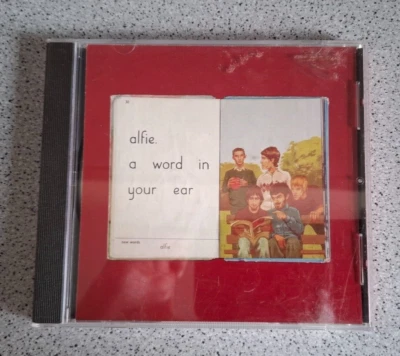 alfie.
a word in
your ear
alfie